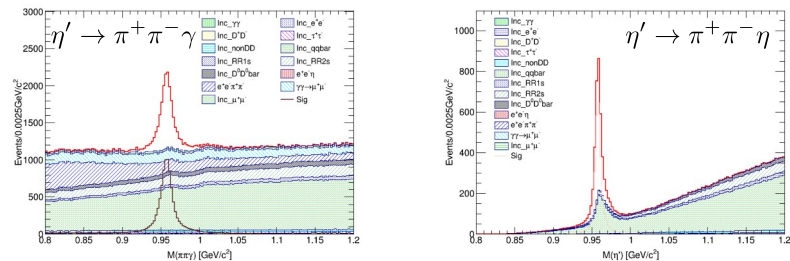 η′ → π⁺π⁻γ
Inc_γγ
Inc_e⁺e⁻
Inc_D⁺D⁻
Inc_τ⁺τ⁻
Inc_nonDD
Inc_qqbar
Inc_RR1s
Inc_RR2s
Inc_D⁰D⁰bar
e⁺e⁻η
e⁺e⁻π⁺π⁻
γγ→μ⁺μ⁻
Inc_μ⁺μ⁻
Sig
Events/0.0025GeV/c²
3000
2500
2000
1500
1000
500
0
0.8 0.85 0.9 0.95 1 1.05 1.1 1.15 1.2
M(ππγ) [GeV/c²]
η′ → π⁺π⁻η
Inc_γγ
Inc_e⁺e⁻
Inc_D⁺D⁻
Inc_τ⁺τ⁻
Inc_nonDD
Inc_qqbar
Inc_RR1s
Inc_RR2s
Inc_D⁰D⁰bar
e⁺e⁻η
e⁺e⁻π⁺π⁻
γγ→μ⁺μ⁻
Inc_μ⁺μ⁻
Sig
Events/0.0025GeV/c²
1000
800
600
400
200
0
0.8 0.85 0.9 0.95 1 1.05 1.1 1.15 1.2
M(η′) [GeV/c²]